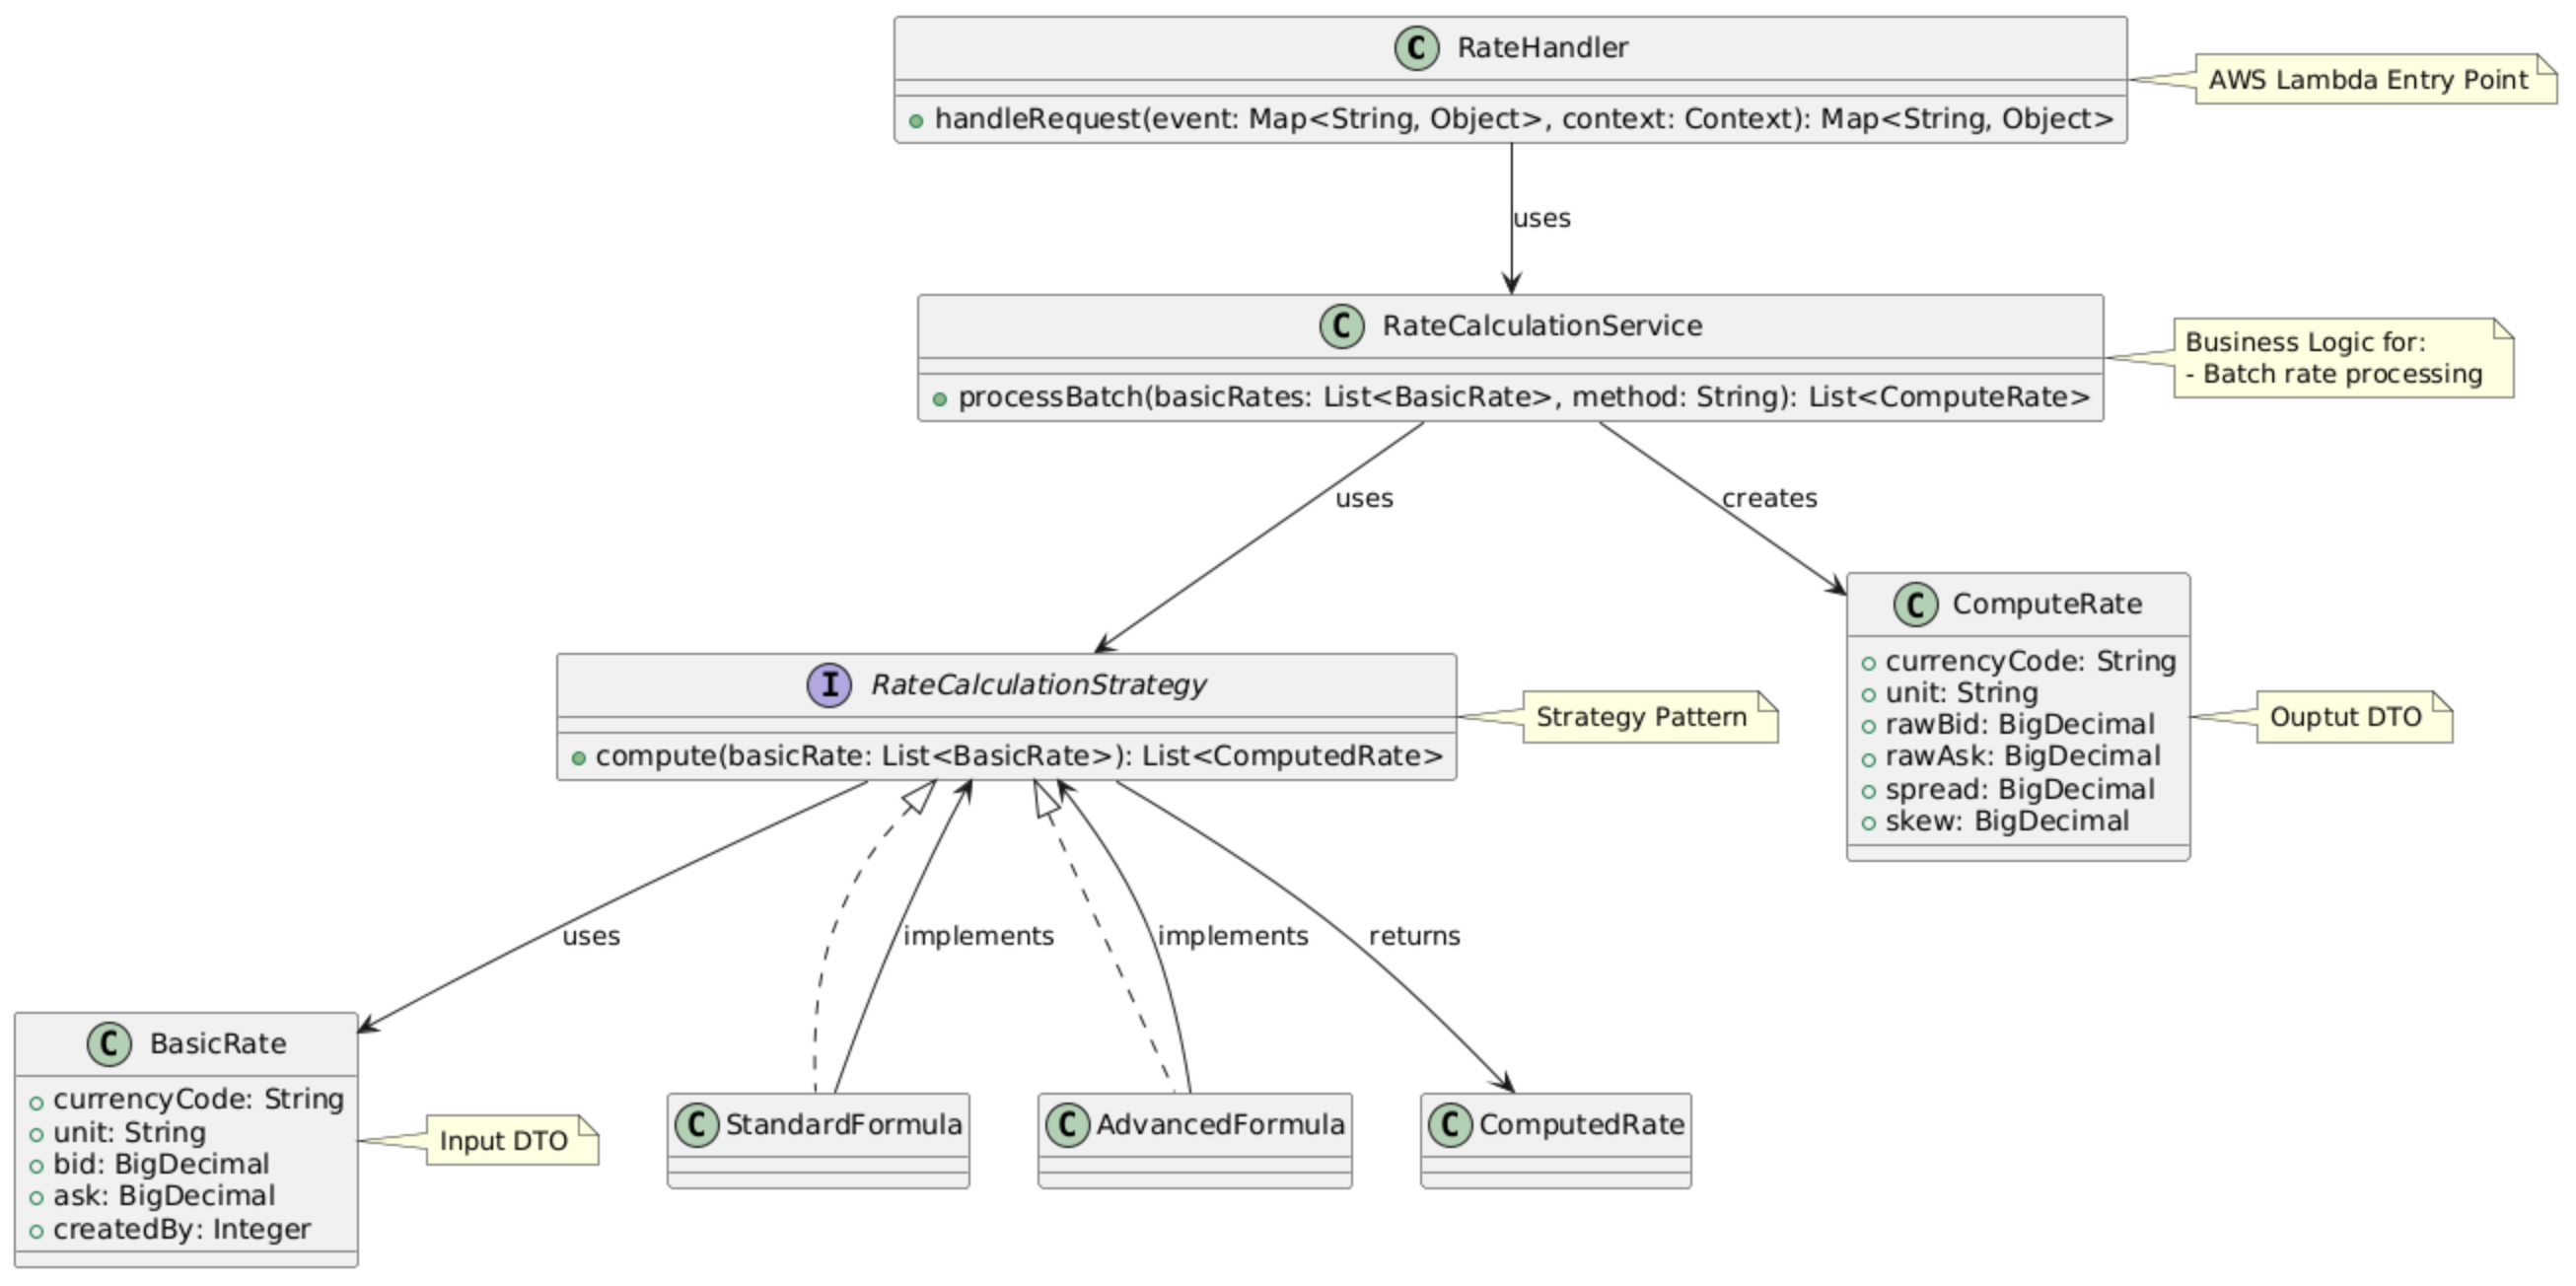 C RateHandler
handleRequest(event: Map<String, Object>, context: Context): Map<String, Object>
AWS Lambda Entry Point
uses
C RateCalculationService
processBatch(basicRates: List<BasicRate>, method: String): List<ComputeRate>
Business Logic for:
- Batch rate processing
uses
creates
C ComputeRate
currencyCode: String
unit: String
rawBid: BigDecimal
rawAsk: BigDecimal
spread: BigDecimal
skew: BigDecimal
Ouptut DTO
I RateCalculationStrategy
compute(basicRate: List<BasicRate>): List<ComputedRate>
Strategy Pattern
uses
implements
implements
returns
C BasicRate
currencyCode: String
unit: String
bid: BigDecimal
ask: BigDecimal
createdBy: Integer
Input DTO
C StandardFormula
C AdvancedFormula
C ComputedRate